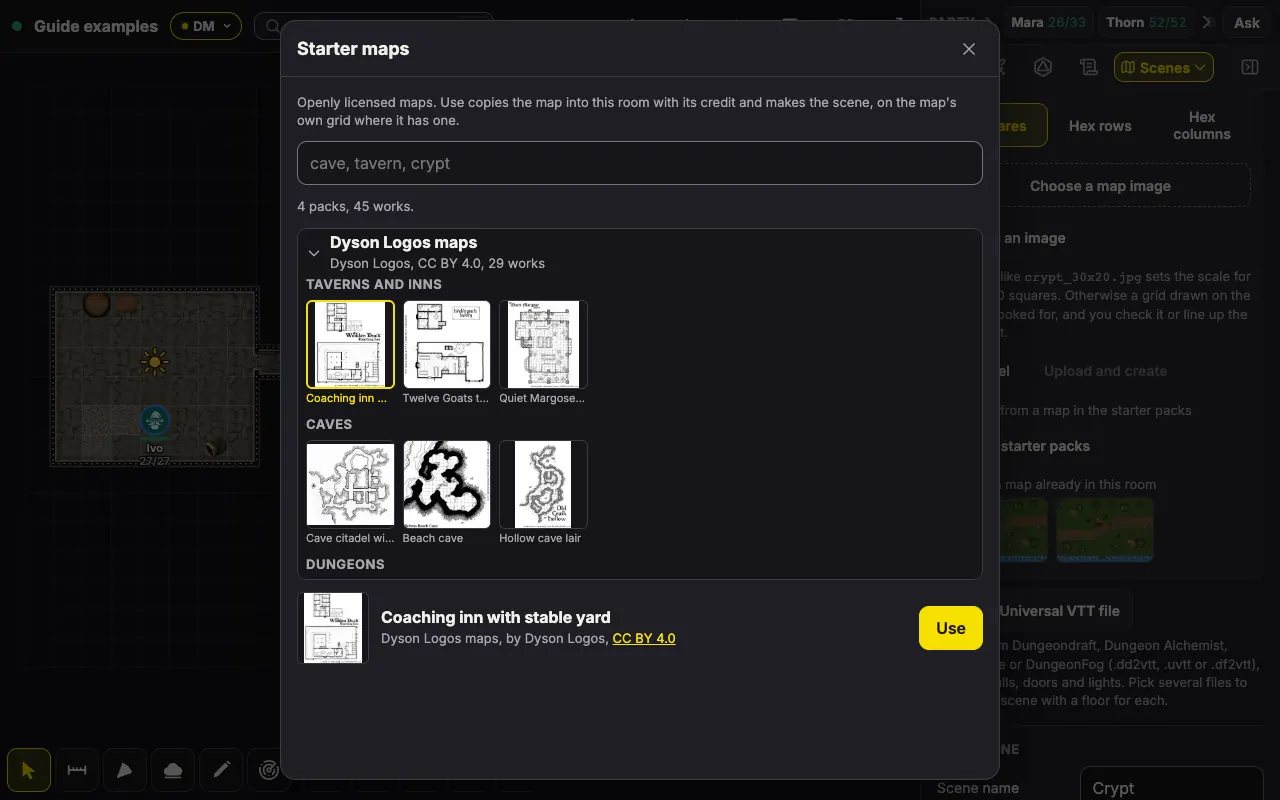 Guide examples
DM
PARTY
Mara 26/33
Thorn 52/52
Ask
Scenes
Starter maps
Openly licensed maps. Use copies the map into this room with its credit and makes the scene, on the map's
own grid where it has one.
cave, tavern, crypt
4 packs, 45 works.
Dyson Logos maps
Dyson Logos, CC BY 4.0, 29 works
TAVERNS AND INNS
Coaching inn ...
Twelve Goats t...
Quiet Margose...
CAVES
Cave citadel wi...
Beach cave
Hollow cave lair
DUNGEONS
Coaching inn with stable yard
Dyson Logos maps, by Dyson Logos, CC BY 4.0
Use
Ivo
27/27
Hex rows
Hex
columns
Choose a map image
an image
like crypt_30x20.jpg sets the scale for
squares. Otherwise a grid drawn on the
ooked for, and you check it or line up the
Upload and create
from a map in the starter packs
starter packs
map already in this room
Universal VTT file
Dungeondraft, Dungeon Alchemist,
or DungeonFog (.dd2vtt, .uvtt or .df2vtt),
doors and lights. Pick several files to
scene with a floor for each.
Scene name
Crypt